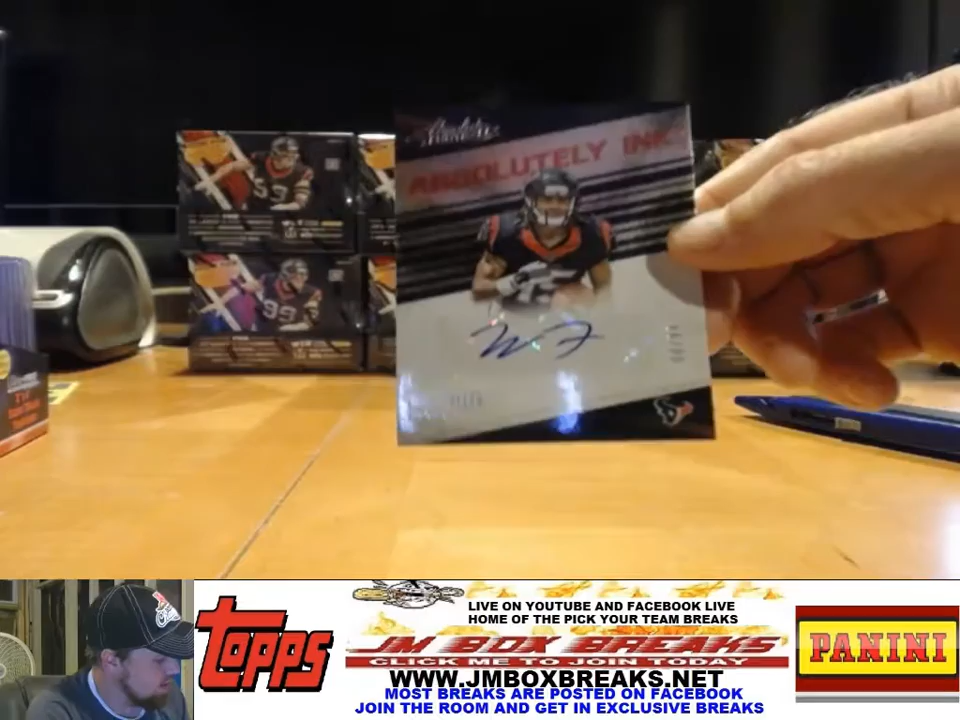 Absolute
ABSOLUTELY INK
99
TOPPS
LIVE ON YOUTUBE AND FACEBOOK LIVE
HOME OF THE PICK YOUR TEAM BREAKS
JM BOX BREAKS
CLICK ME TO JOIN TODAY
WWW.JMBOXBREAKS.NET
MOST BREAKS ARE POSTED ON FACEBOOK
JOIN THE ROOM AND GET IN EXCLUSIVE BREAKS
PANINI